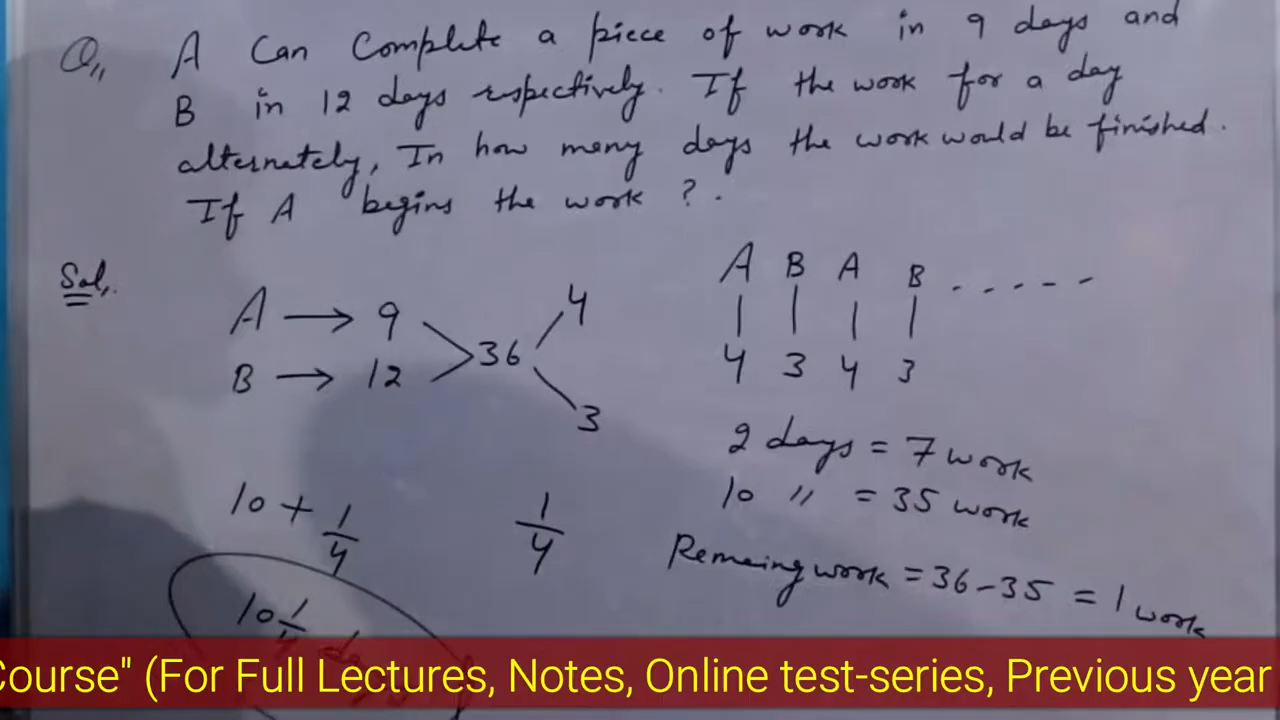 Q,, A Can Complete a piece of work in 9 days and
B in 12 days respectively. If the work for a day
alternetely, In how meny days the work would be finished.
If A begins the work ?.
Sol,.
A → 9
B → 12
36
4
3
A B A B . - - - -
4 3 4 3
2 days = 7 work
10 〃 = 35 work
Remeing work = 36 - 35 = 1 work
1/4
10 + 1/4
10 1/4
Course" (For Full Lectures, Notes, Online test-series, Previous year